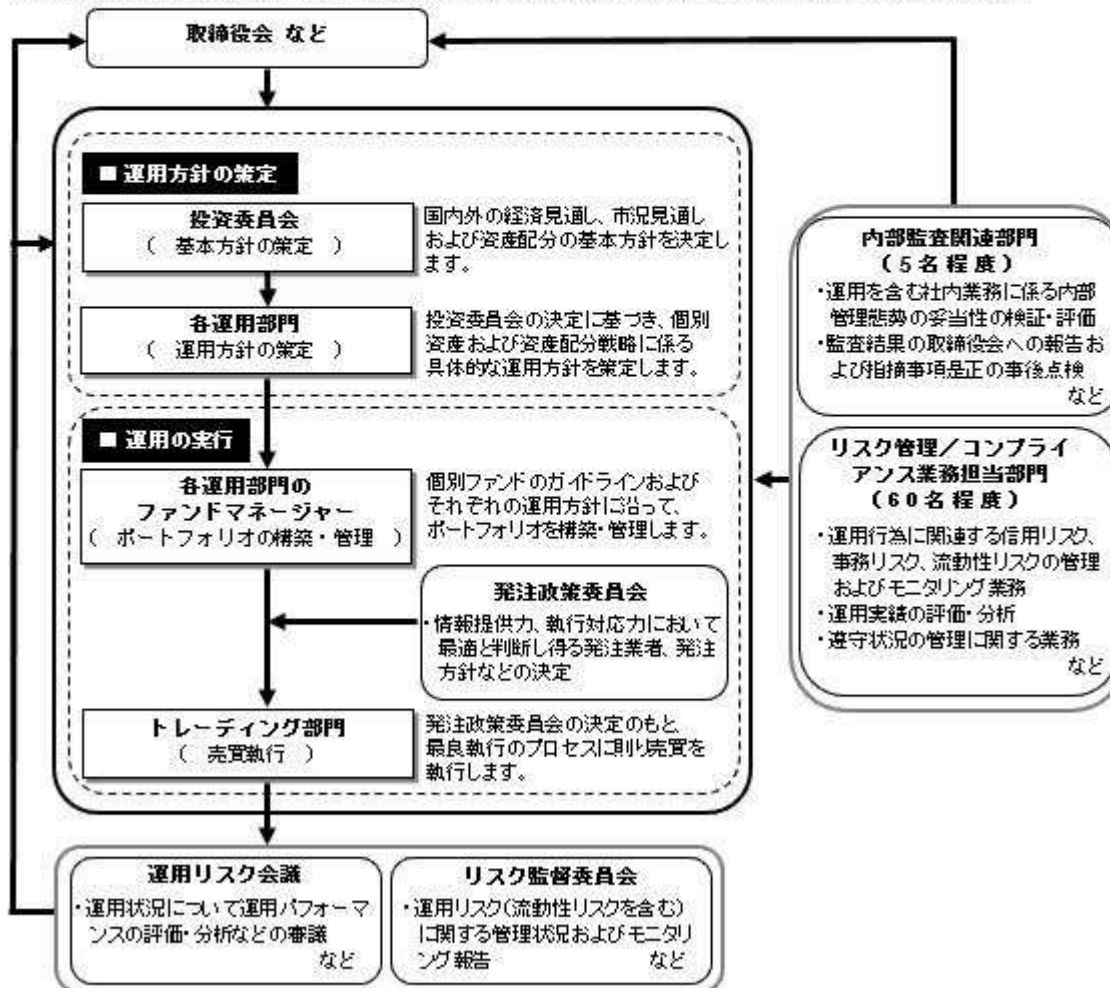 取締役会 など
■ 運用方針の策定
投資委員会
( 基本方針の策定 )
国内外の経済見通し、市況見通し
および資産配分の基本方針を決定し
ます。
各運用部門
( 運用方針の策定 )
投資委員会の決定に基づき、個別
資産および資産配分戦略に係る
具体的な運用方針を策定します。
■ 運用の実行
各運用部門の
ファンドマネージャー
( ポートフォリオの構築・管理 )
個別ファンドのガイドラインおよび
それぞれの運用方針に沿って、
ポートフォリオを構築・管理します。
発注政策委員会
・情報提供力、執行対応力において
最適と判断し得る発注業者、発注
方針などの決定
トレーディング部門
( 売買執行 )
発注政策委員会の決定のもと、
最良執行のプロセスに則り売買を
執行します。
内部監査関連部門
(5名程度)
・運用を含む社内業務に係る内部
管理態勢の妥当性の検証・評価
・監査結果の取締役会への報告お
よび指摘事項是正の事後点検
など
リスク管理/コンプライ
アンス業務担当部門
(60名程度)
・運用行為に関連する信用リスク、
事務リスク、流動性リスクの管理
およびモニタリング業務
・運用実績の評価・分析
・遵守状況の管理に関する業務
など
運用リスク会議
・運用状況について運用パフォーマ
ンスの評価・分析などの審議
など
リスク監督委員会
・運用リスク(流動性リスクを含む)
に関する管理状況およびモニタリ
ング報告 など